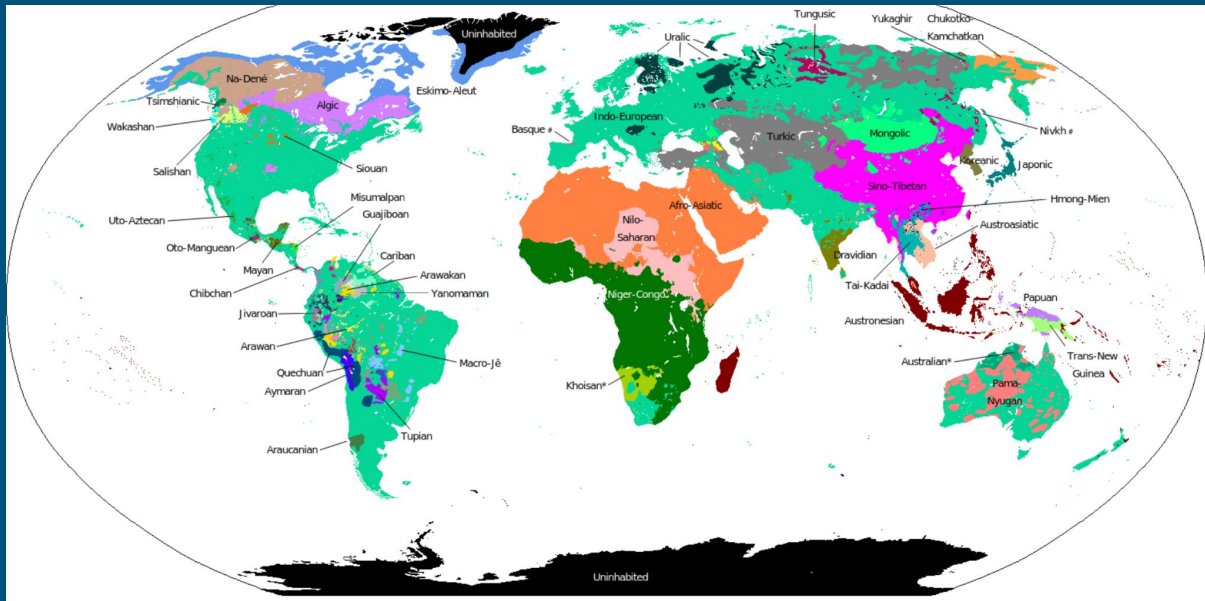 Uninhabited
Tungusic
Yukaghir
Chukotko-
Kamchatkan
Uralic
Na-Dené
Eskimo-Aleut
Tsimshianic
Algic
Wakashan
Indo-European
Basque #
Turkic
Mongolic
Nivkh #
Salishan
Siouan
Koreanic
Japonic
Sino-Tibetan
Misumalpan
Guajiboan
Afro-Asiatic
Hmong-Mien
Uto-Aztecan
Nilo-
Saharan
Austroasiatic
Oto-Manguean
Cariban
Dravidian
Mayan
Arawakan
Tai-Kadai
Chibchan
Yanomaman
Niger-Congo
Papuan
Jivaroan
Austronesian
Arawan
Macro-Jê
Australian*
Trans-New
Guinea
Quechuan
Khoisan*
Pama-
Nyugan
Aymaran
Tupian
Araucanian
Uninhabited